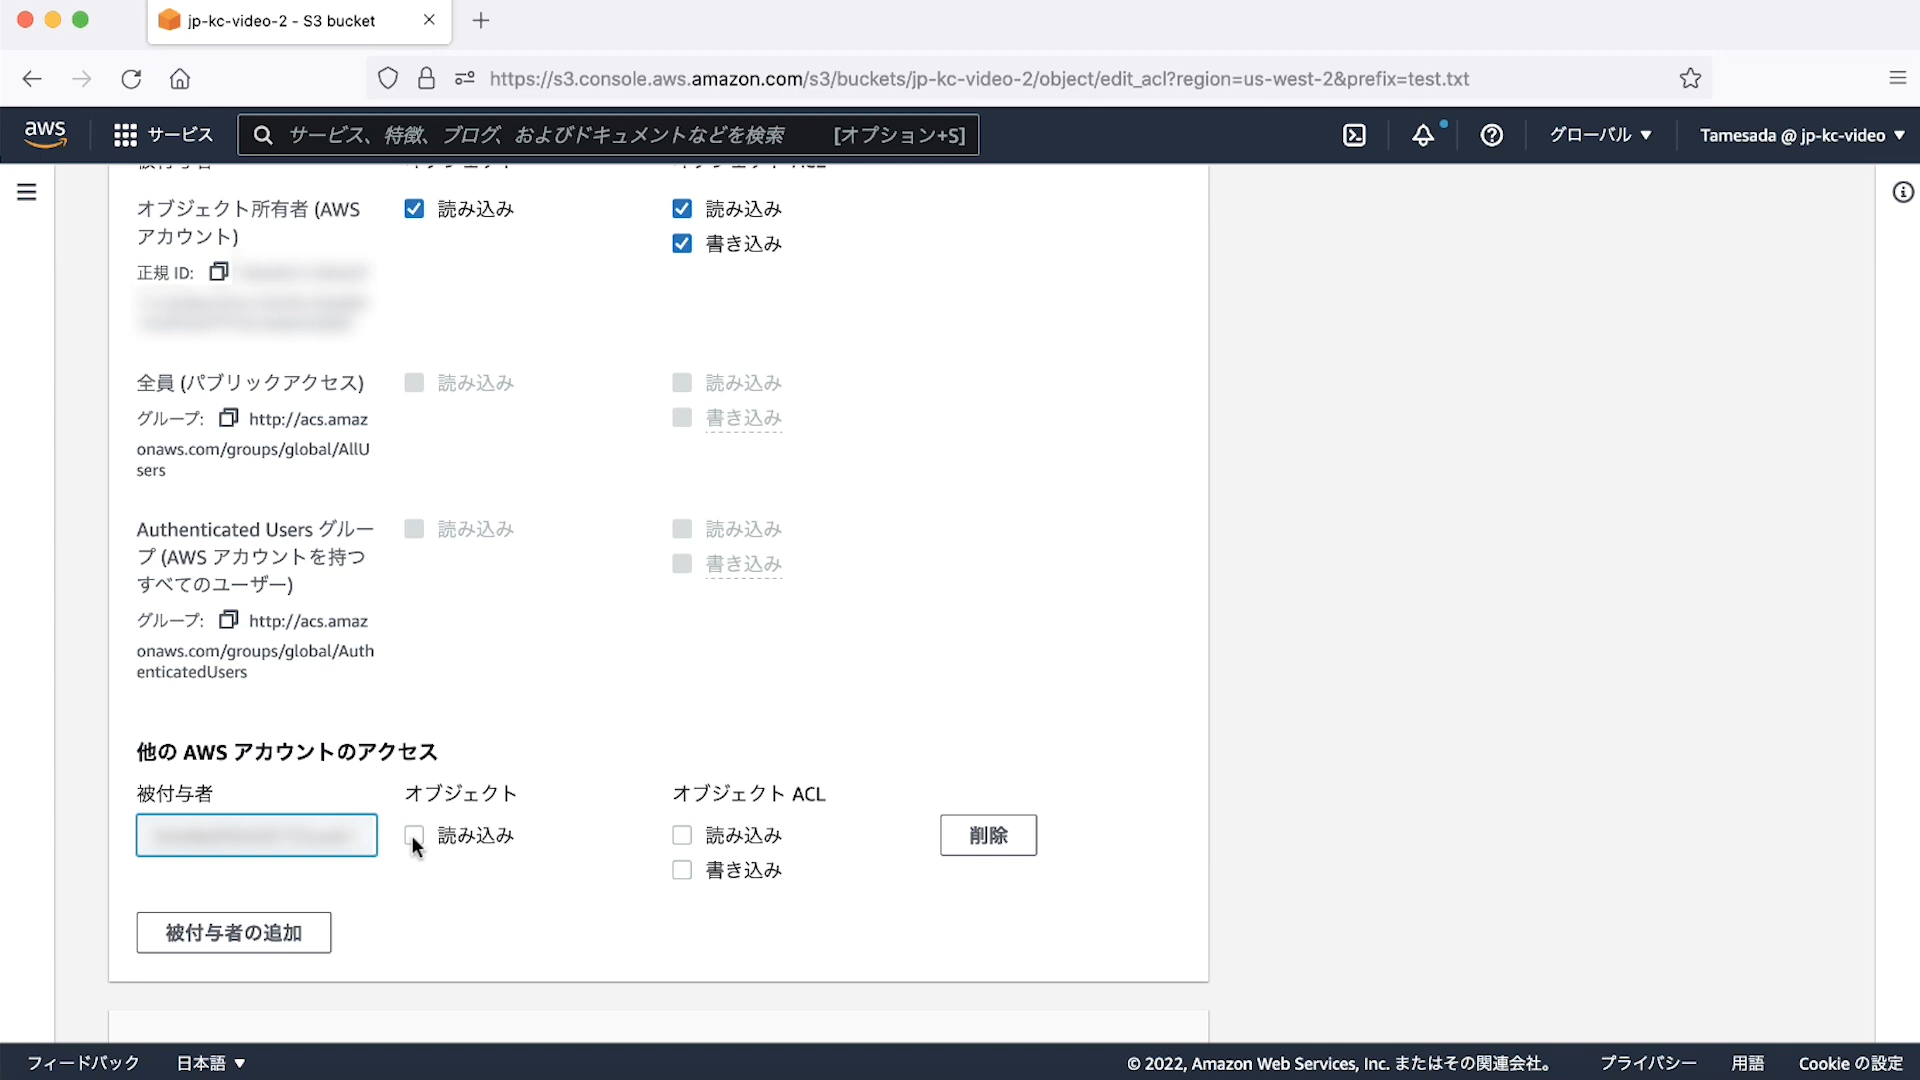 jp-kc-video-2 - S3 bucket
https://s3.console.aws.amazon.com/s3/buckets/jp-kc-video-2/object/edit_acl?region=us-west-2&prefix=test.txt
aws
サービス
サービス、特徴、ブログ、およびドキュメントなどを検索 [オプション+S]
グローバル ▼
Tamesada @ jp-kc-video ▼
オブジェクト所有者 (AWS アカウント)
読み込み
読み込み
書き込み
正規 ID:
全員 (パブリックアクセス)
読み込み
読み込み
書き込み
グループ: http://acs.amaz
onaws.com/groups/global/AllU
sers
Authenticated Users グルー
プ (AWS アカウントを持つ
すべてのユーザー)
読み込み
読み込み
書き込み
グループ: http://acs.amaz
onaws.com/groups/global/Auth
enticatedUsers
他の AWS アカウントのアクセス
被付与者
オブジェクト
オブジェクト ACL
読み込み
読み込み
書き込み
削除
被付与者の追加
フィードバック
日本語 ▼
© 2022, Amazon Web Services, Inc. またはその関連会社。
プライバシー
用語
Cookie の設定